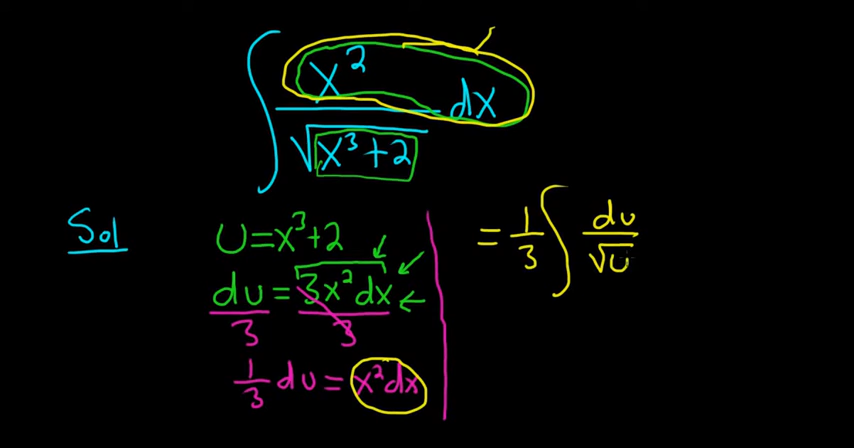 ∫ x² / √(x³+2) dx
Sol
U = x³+2
du = 3x²dx
3 3
1/3 du = x²dx
= 1/3 ∫ du/√U